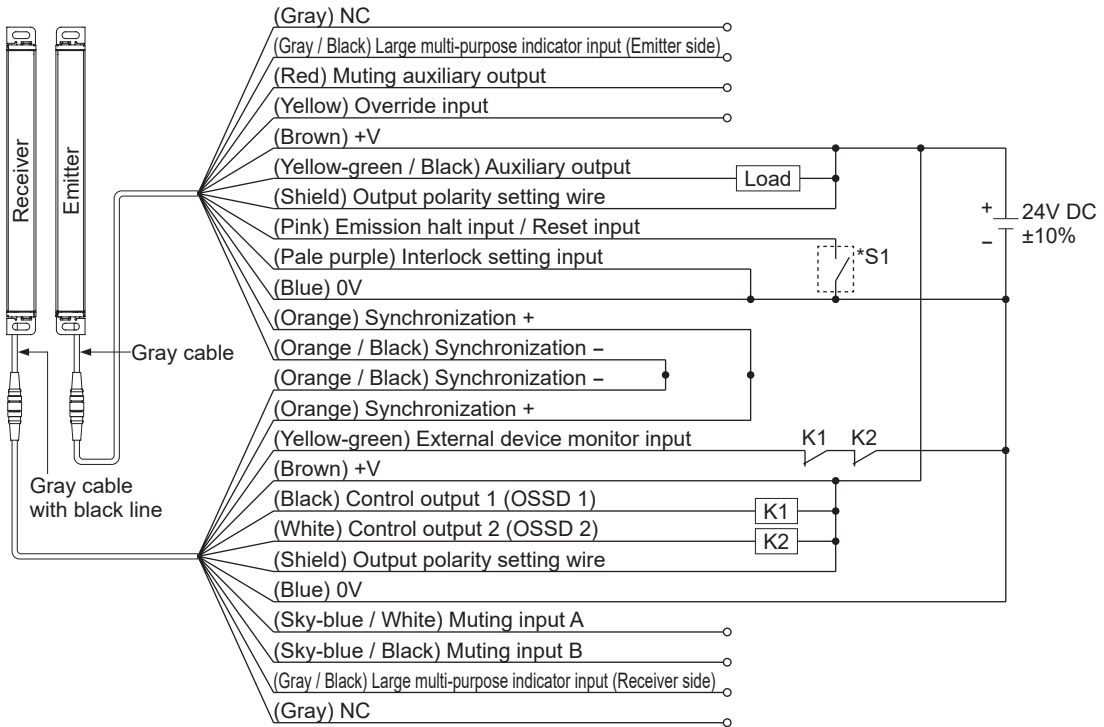 Receiver
Emitter
Gray cable
Gray cable
with black line
(Gray) NC
(Gray / Black) Large multi-purpose indicator input (Emitter side)
(Red) Muting auxiliary output
(Yellow) Override input
(Brown) +V
(Yellow-green / Black) Auxiliary output
Load
(Shield) Output polarity setting wire
(Pink) Emission halt input / Reset input
*S1
(Pale purple) Interlock setting input
(Blue) 0V
+
−
24V DC
±10%
(Orange) Synchronization +
(Orange / Black) Synchronization −
(Orange / Black) Synchronization −
(Orange) Synchronization +
(Yellow-green) External device monitor input
K1 K2
(Brown) +V
(Black) Control output 1 (OSSD 1)
K1
(White) Control output 2 (OSSD 2)
K2
(Shield) Output polarity setting wire
(Blue) 0V
(Sky-blue / White) Muting input A
(Sky-blue / Black) Muting input B
(Gray / Black) Large multi-purpose indicator input (Receiver side)
(Gray) NC